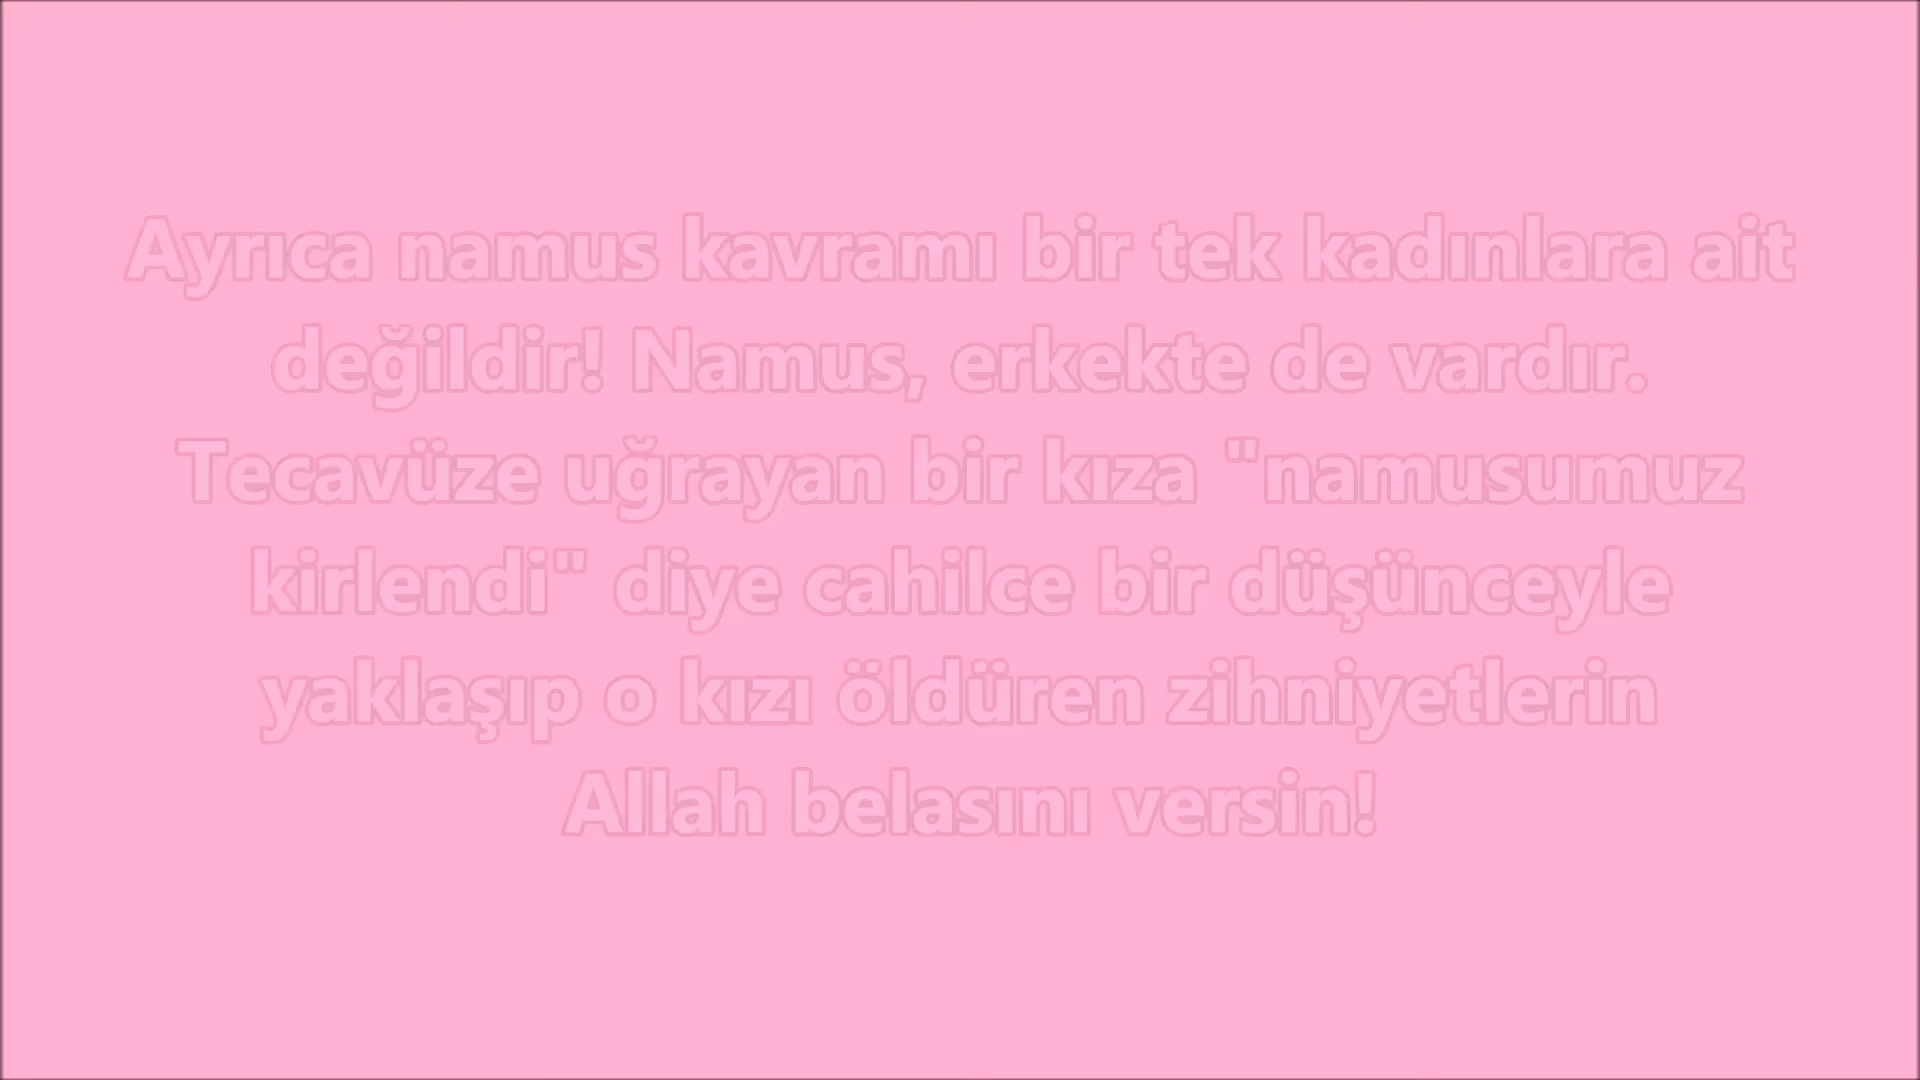 Ayrıca namus kavramı bir tek kadınlara ait
değildir! Namus, erkekte de vardır.
Tecavüze uğrayan bir kıza "namusumuz
kirlendi" diye cahilce bir düşünceyle
yaklaşıp o kızı öldüren zihniyetlerin
Allah belasını versin!